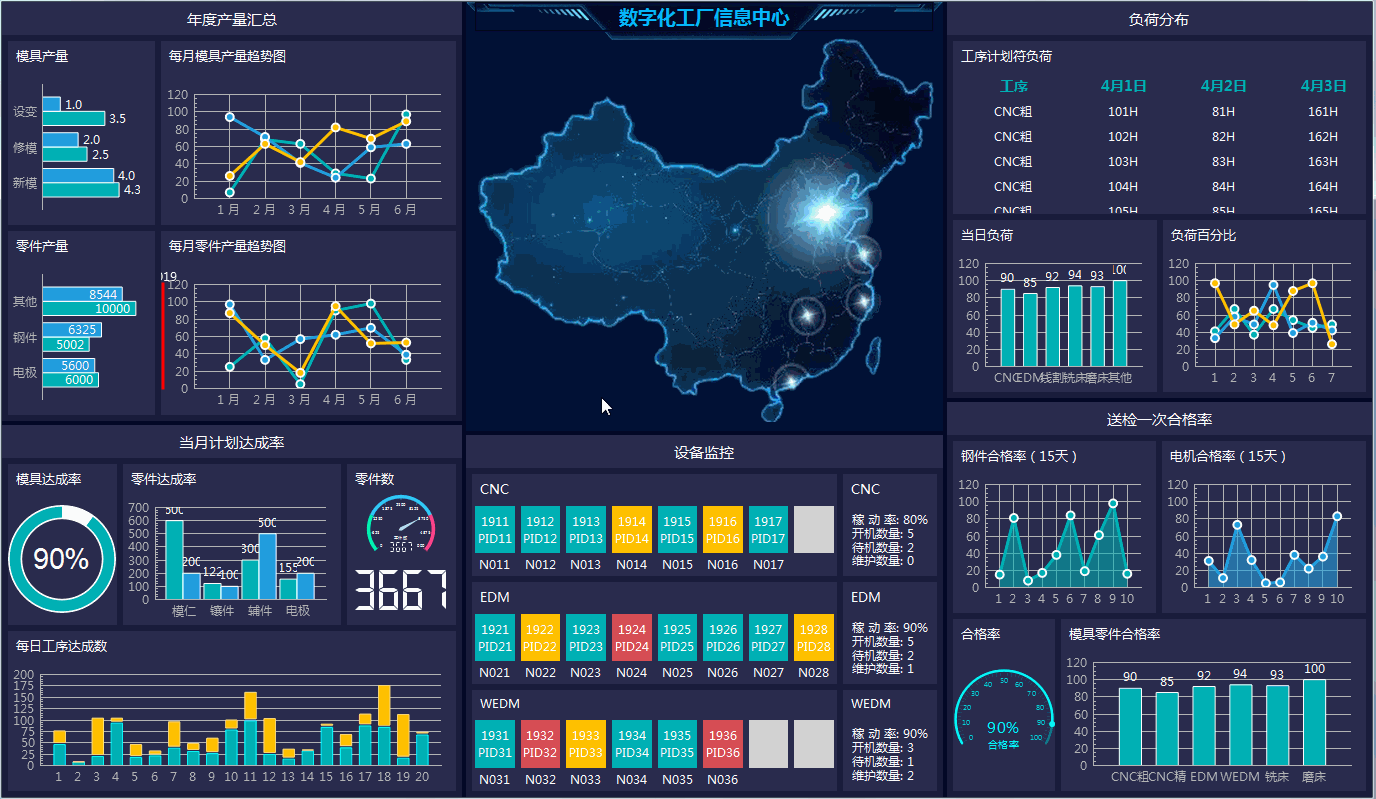 年度产量汇总
模具产量
设变 1.0 3.5
修模 2.0 2.5
新模 4.0 4.3
每月模具产量趋势图
120
100
80
60
40
20
0
1 月 2 月 3 月 4 月 5 月 6 月
零件产量
其他 8544 10000
钢件 6325 5002
电极 5600 6000
每月零件产量趋势图
120
100
80
60
40
20
0
1 月 2 月 3 月 4 月 5 月 6 月
当月计划达成率
模具达成率
90%
零件达成率
700
600
500
400
300
200
100
0
500 200 122 100 300 500 200
模仁 镶件 辅件 电极
零件数
3667
3667
每日工序达成数
200
175
150
125
100
75
50
25
0
1 2 3 4 5 6 7 8 9 10 11 12 13 14 15 16 17 18 19 20
数字化工厂信息中心
设备监控
CNC
1911 1912 1913 1914 1915 1916 1917
PID11 PID12 PID13 PID14 PID15 PID16 PID17
N011 N012 N013 N014 N015 N016 N017
CNC
稼 动 率: 80%
开机数量: 5
待机数量: 2
维护数量: 0
EDM
1921 1922 1923 1924 1925 1926 1927 1928
PID21 PID22 PID23 PID24 PID25 PID26 PID27 PID28
N021 N022 N023 N024 N025 N026 N027 N028
EDM
稼 动 率: 90%
开机数量: 5
待机数量: 2
维护数量: 1
WEDM
1931 1932 1933 1934 1935 1936
PID31 PID32 PID33 PID34 PID35 PID36
N031 N032 N033 N034 N035 N036
WEDM
稼 动 率: 90%
开机数量: 3
待机数量: 1
维护数量: 2
负荷分布
工序计划符负荷
工序 4月1日 4月2日 4月3日
CNC粗 101H 81H 161H
CNC粗 102H 82H 162H
CNC粗 103H 83H 163H
CNC粗 104H 84H 164H
CNC粗 105H 85H 165H
当日负荷
120
100
80
60
40
20
0
90 85 92 94 93 100
CNC EDM 线割 铣床 磨床 其他
负荷百分比
120
100
80
60
40
20
0
1 2 3 4 5 6 7
送检一次合格率
钢件合格率 ( 15天 )
120
100
80
60
40
20
0
1 2 3 4 5 6 7 8 9 10
电机合格率 ( 15天 )
120
100
80
60
40
20
0
1 2 3 4 5 6 7 8 9 10
合格率
0 10 20 30 40 50 60 70 80 90 100
90%
合格率
模具零件合格率
120
100
80
60
40
20
0
90 85 92 94 93 100
CNC粗 CNC精 EDM WEDM 铣床 磨床